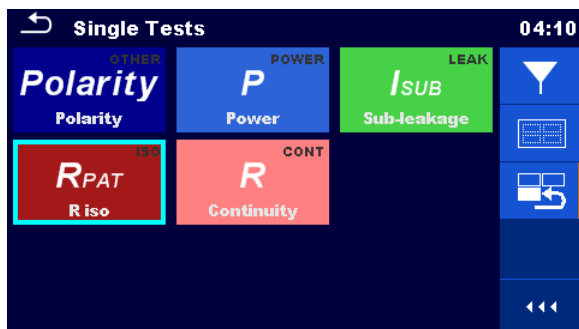 Single Tests 04:10
OTHER POWER LEAK
Polarity P ISUB
Polarity Power Sub-leakage
ISO CONT
RPAT R
R iso Continuity